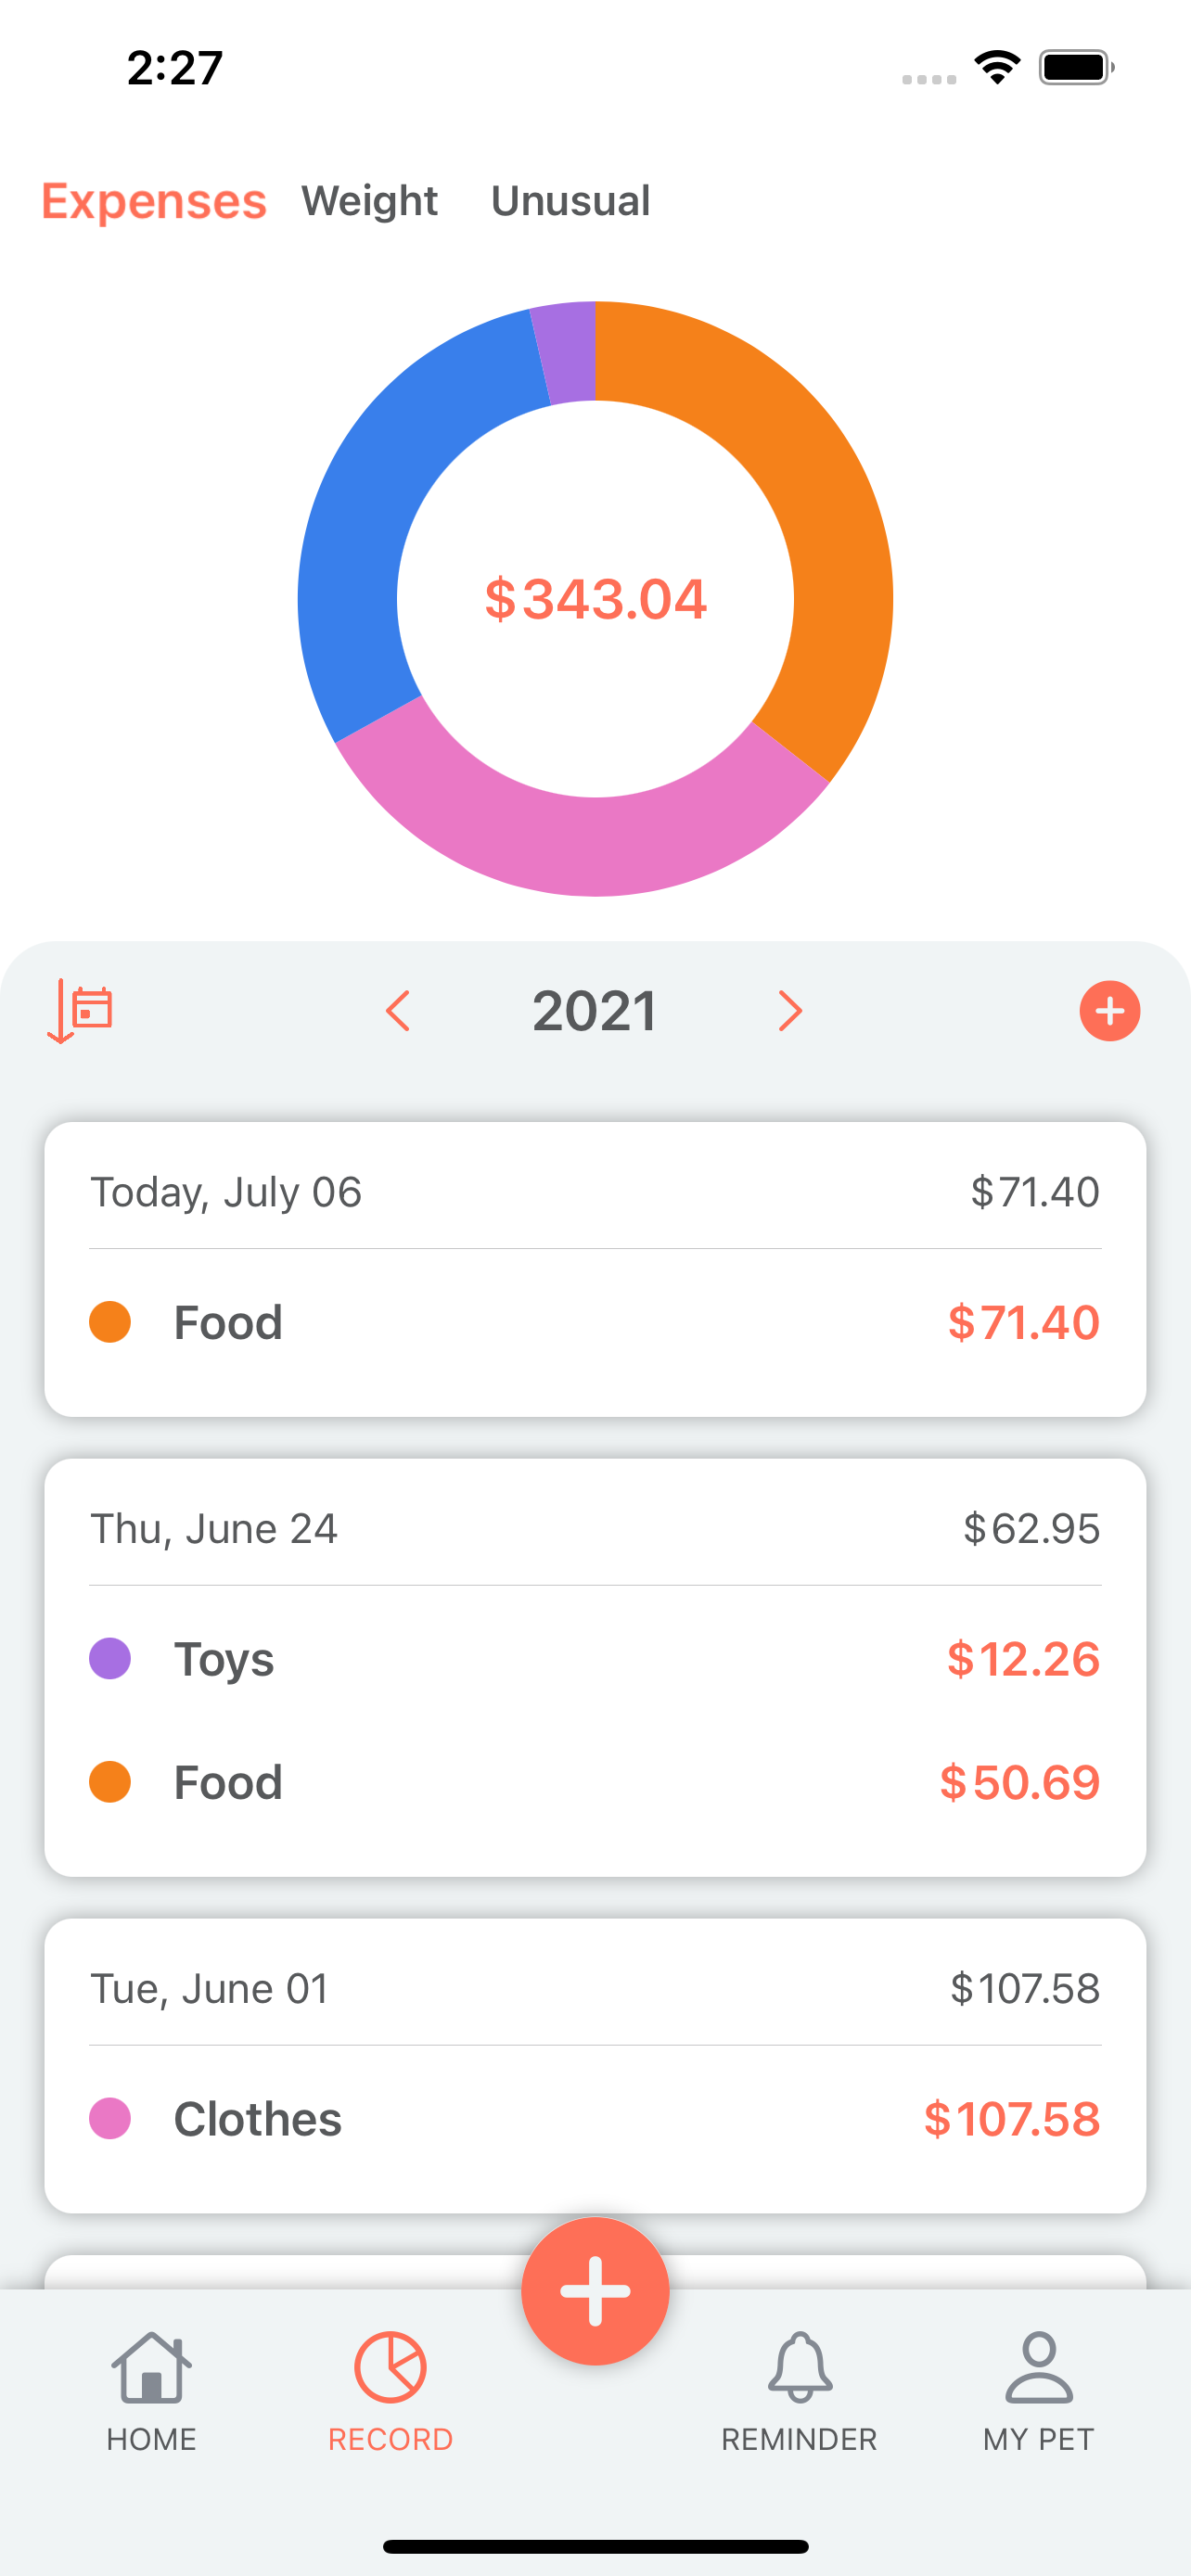 2:27
Expenses Weight Unusual
$343.04
2021
Today, July 06 $71.40
Food $71.40
Thu, June 24 $62.95
Toys $12.26
Food $50.69
Tue, June 01 $107.58
Clothes $107.58
HOME RECORD REMINDER MY PET